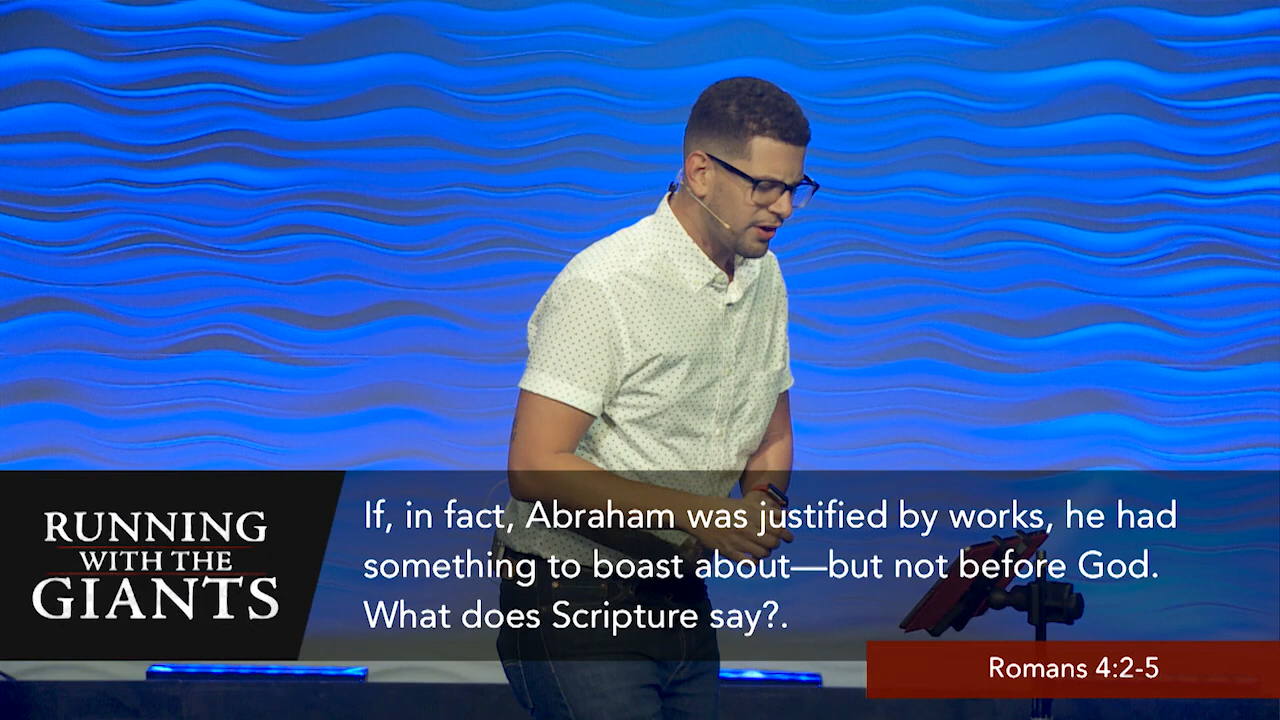 RUNNING
WITH THE
GIANTS
If, in fact, Abraham was justified by works, he had
something to boast about—but not before God.
What does Scripture say?.
Romans 4:2-5